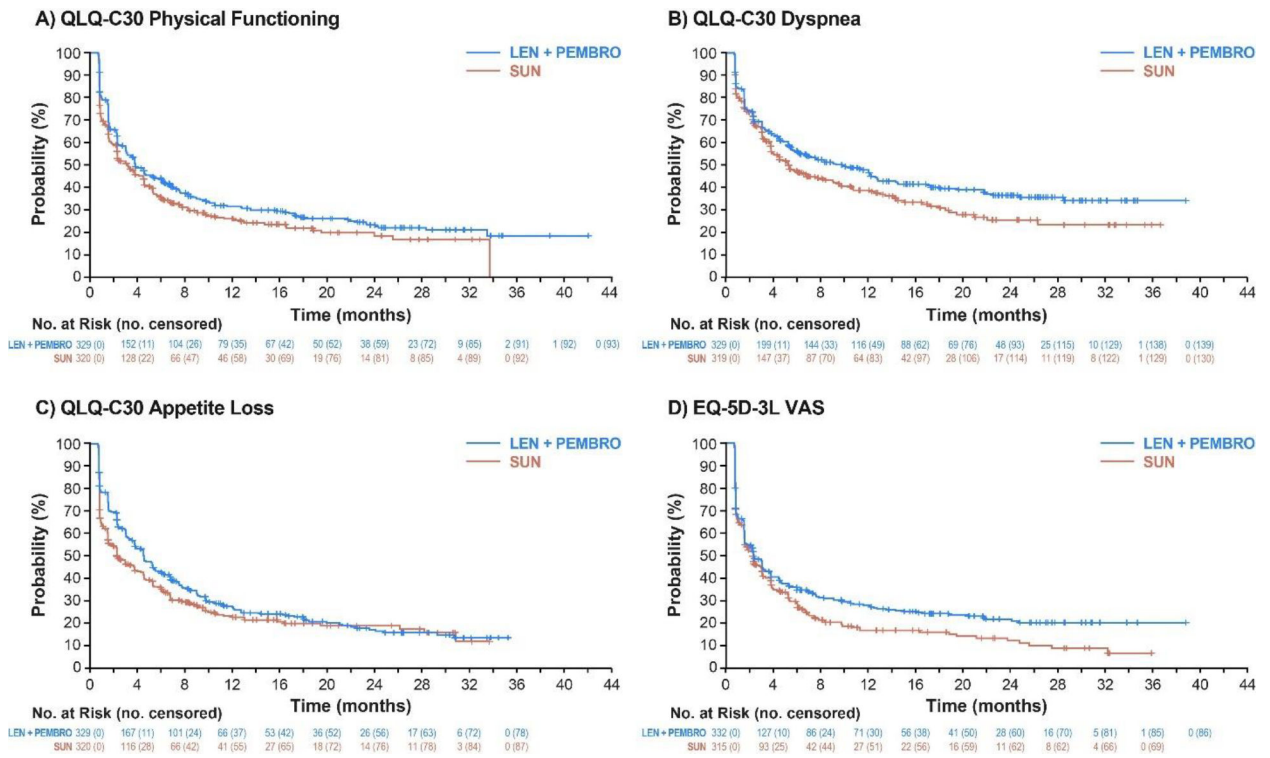 A) QLQ-C30 Physical Functioning
LEN + PEMBRO
SUN
Probability (%)
100
90
80
70
60
50
40
30
20
10
0
0 4 8 12 16 20 24 28 32 36 40 44
Time (months)
No. at Risk (no. censored)
LEN + PEMBRO 329 (0) 152 (11) 104 (26) 79 (35) 67 (42) 50 (52) 38 (59) 23 (72) 9 (85) 2 (91) 1 (92) 0 (93)
SUN 320 (0) 128 (22) 66 (47) 46 (58) 30 (69) 19 (76) 14 (81) 8 (85) 4 (89) 0 (92)
B) QLQ-C30 Dyspnea
LEN + PEMBRO
SUN
Probability (%)
100
90
80
70
60
50
40
30
20
10
0
0 4 8 12 16 20 24 28 32 36 40 44
Time (months)
No. at Risk (no. censored)
LEN + PEMBRO 329 (0) 199 (11) 144 (33) 116 (49) 88 (62) 69 (76) 48 (93) 25 (115) 10 (129) 1 (138) 0 (139)
SUN 319 (0) 147 (37) 87 (70) 64 (83) 42 (97) 28 (106) 17 (114) 11 (119) 8 (122) 1 (129) 0 (130)
C) QLQ-C30 Appetite Loss
LEN + PEMBRO
SUN
Probability (%)
100
90
80
70
60
50
40
30
20
10
0
0 4 8 12 16 20 24 28 32 36 40 44
Time (months)
No. at Risk (no. censored)
LEN + PEMBRO 329 (0) 167 (11) 101 (24) 66 (37) 53 (42) 36 (52) 26 (56) 17 (63) 6 (72) 0 (78)
SUN 320 (0) 116 (28) 66 (42) 41 (55) 27 (65) 18 (72) 14 (76) 11 (78) 3 (84) 0 (87)
D) EQ-5D-3L VAS
LEN + PEMBRO
SUN
Probability (%)
100
90
80
70
60
50
40
30
20
10
0
0 4 8 12 16 20 24 28 32 36 40 44
Time (months)
No. at Risk (no. censored)
LEN + PEMBRO 332 (0) 127 (10) 86 (24) 71 (30) 56 (38) 41 (50) 28 (60) 16 (70) 5 (81) 1 (85) 0 (86)
SUN 315 (0) 93 (25) 42 (44) 27 (51) 22 (56) 16 (59) 11 (62) 8 (62) 4 (66) 0 (69)